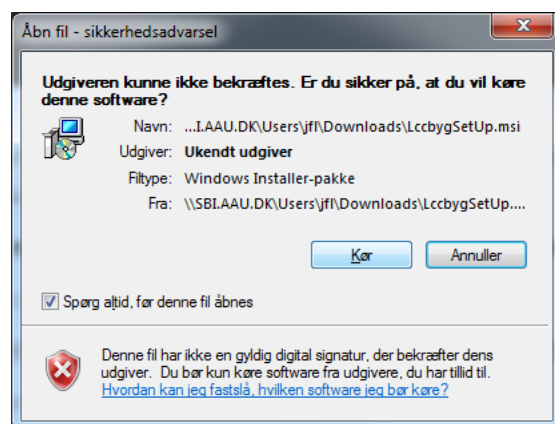 Åbn fil - sikkerhedsadvarsel
Udgiveren kunne ikke bekræftes. Er du sikker på, at du vil køre
denne software?
Navn: ...I.AAU.DK\Users\jfl\Downloads\LccbygSetUp.msi
Udgiver: Ukendt udgiver
Filtype: Windows Installer-pakke
Fra: \\SBI.AAU.DK\Users\jfl\Downloads\LccbygSetUp....
Kør Annuller
Spørg altid, før denne fil åbnes
Denne fil har ikke en gyldig digital signatur, der bekræfter dens
udgiver. Du bør kun køre software fra udgivere, du har tillid til.
Hvordan kan jeg fastslå, hvilken software jeg bør køre?